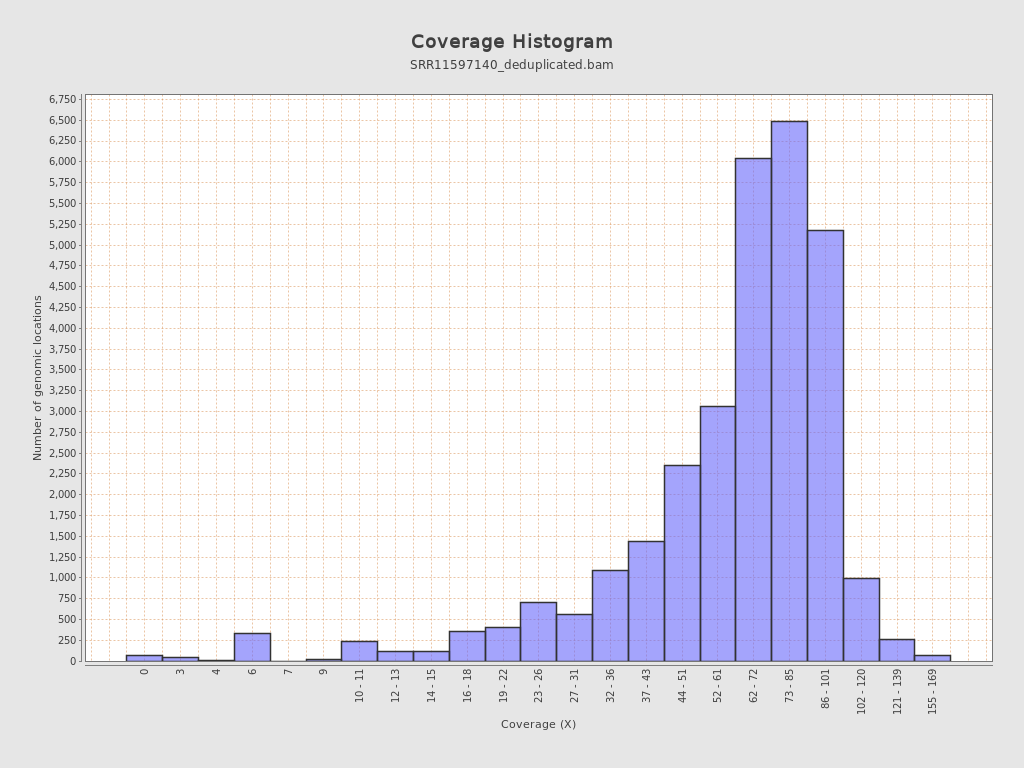 Coverage Histogram
SRR11597140_deduplicated.bam
6,750
6,500
6,250
6,000
5,750
5,500
5,250
5,000
4,750
4,500
4,250
4,000
3,750
3,500
3,250
3,000
2,750
2,500
2,250
2,000
1,750
1,500
1,250
1,000
750
500
250
0
Number of genomic locations
0
3
4
6
7
9
10 - 11
12 - 13
14 - 15
16 - 18
19 - 22
23 - 26
27 - 31
32 - 36
37 - 43
44 - 51
52 - 61
62 - 72
73 - 85
86 - 101
102 - 120
121 - 139
155 - 169
Coverage (X)